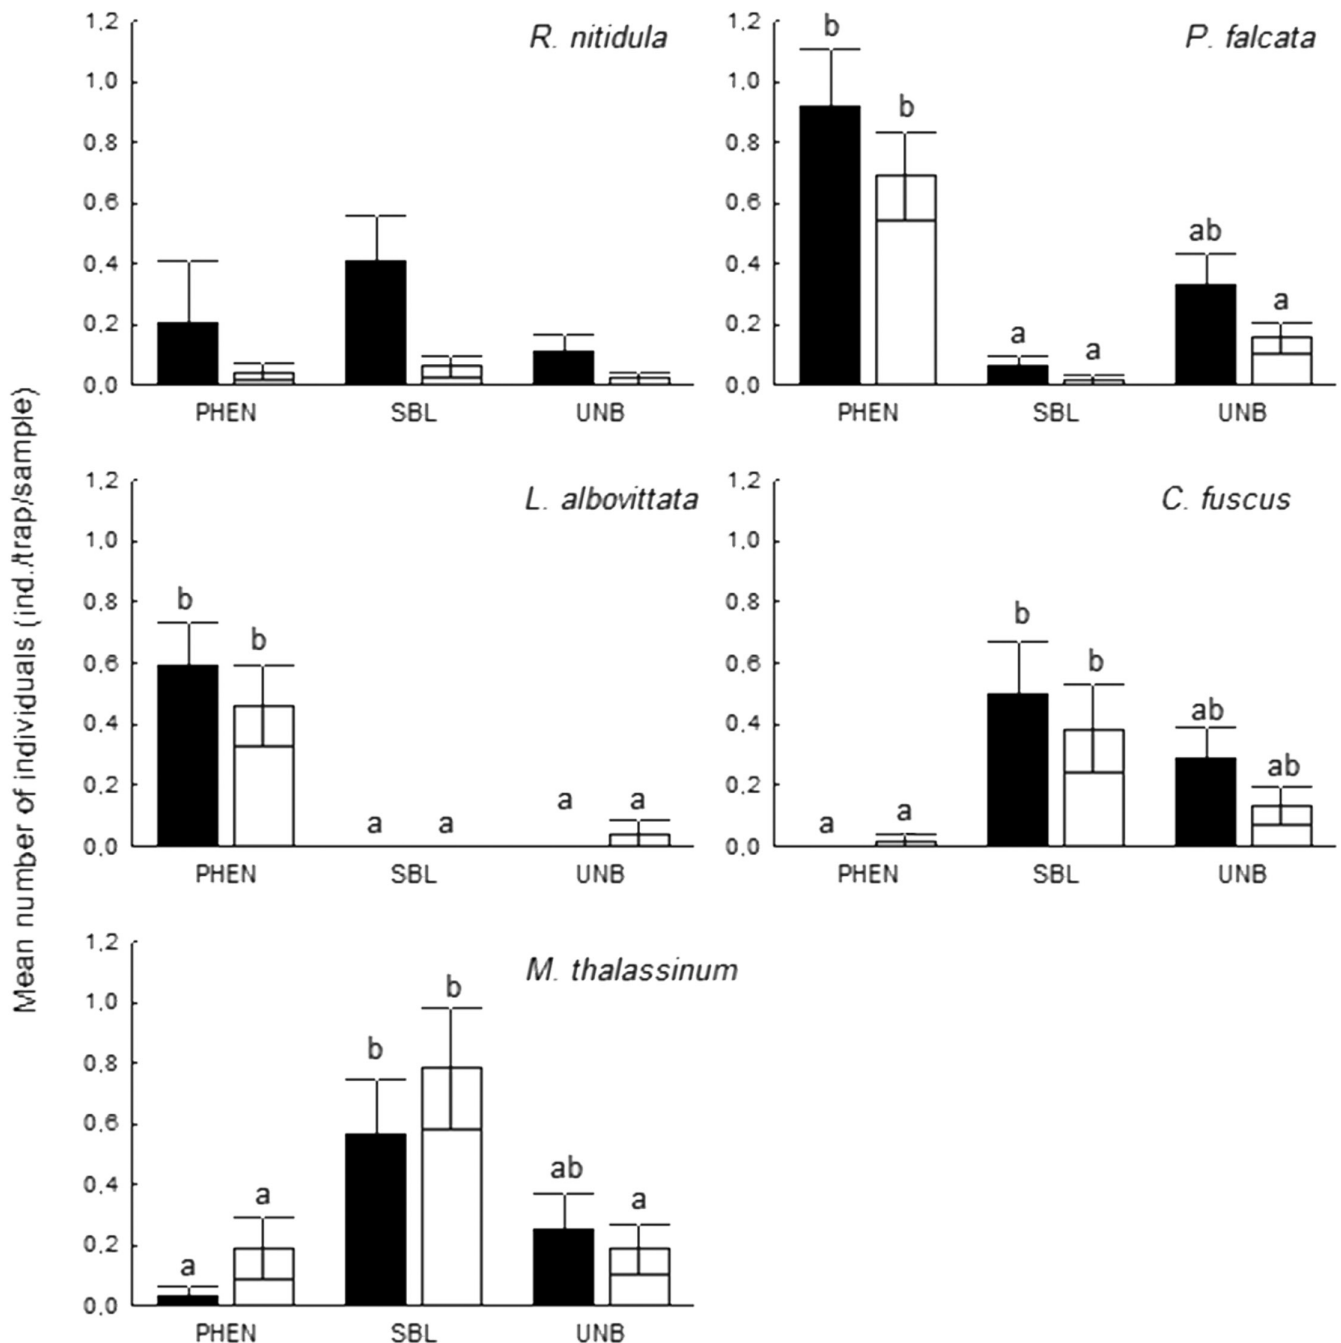 Mean number of individuals (ind./trap/sample)
R. nitidula
1.2
1.0
0.8
0.6
0.4
0.2
0.0
PHEN SBL UNB
P. falcata
1.2
1.0
0.8
0.6
0.4
0.2
0.0
b b a a ab a
PHEN SBL UNB
L. albovittata
1.2
1.0
0.8
0.6
0.4
0.2
0.0
b b a a a a
PHEN SBL UNB
C. fuscus
1.2
1.0
0.8
0.6
0.4
0.2
0.0
a a b b ab ab
PHEN SBL UNB
M. thalassinum
1.2
1.0
0.8
0.6
0.4
0.2
0.0
a a b b ab a
PHEN SBL UNB